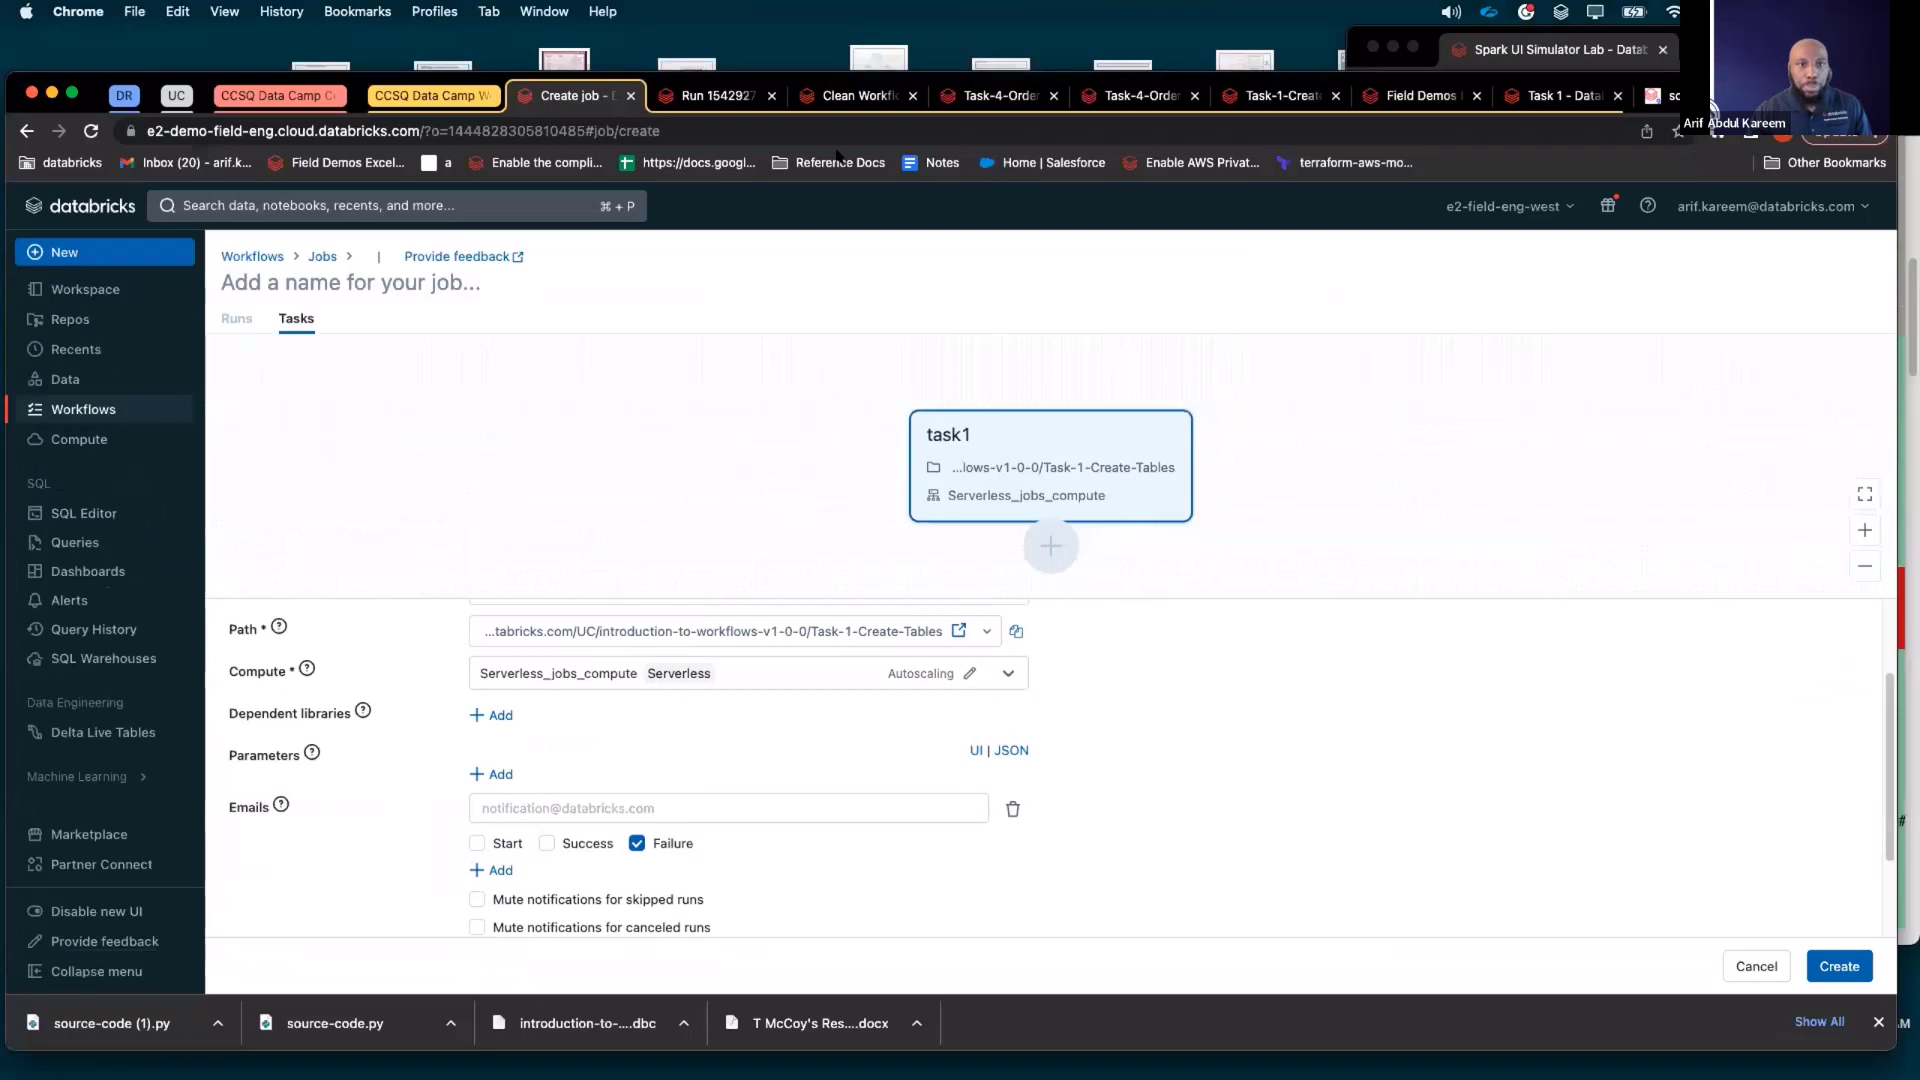 Chrome File Edit View History Bookmarks Profiles Tab Window Help
Spark UI Simulator Lab - Datab
DR UC CCSQ Data Camp C CCSQ Data Camp W Create job - Run 1542927 Clean Workfl Task-4-Order Task-4-Order Task-1-Creat Field Demos Task 1 - Data sc
e2-demo-field-eng.cloud.databricks.com/?o=1444828305810485#job/create
Arif Abdul Kareem
databricks Inbox (20) - arif.k... Field Demos Excel... a Enable the compli... https://docs.googl... Reference Docs Notes Home | Salesforce Enable AWS Privat... terraform-aws-mo... Other Bookmarks
databricks Search data, notebooks, recents, and more... ⌘ + P e2-field-eng-west arif.kareem@databricks.com
New
Workspace
Repos
Recents
Data
Workflows
Compute
SQL
SQL Editor
Queries
Dashboards
Alerts
Query History
SQL Warehouses
Data Engineering
Delta Live Tables
Machine Learning
Marketplace
Partner Connect
Disable new UI
Provide feedback
Collapse menu
Workflows > Jobs > | Provide feedback
Add a name for your job...
Runs Tasks
task1
...lows-v1-0-0/Task-1-Create-Tables
Serverless_jobs_compute
Path * ...tabricks.com/UC/introduction-to-workflows-v1-0-0/Task-1-Create-Tables
Compute * Serverless_jobs_compute Serverless Autoscaling
Dependent libraries + Add
Parameters UI | JSON
+ Add
Emails notification@databricks.com
Start Success Failure
+ Add
Mute notifications for skipped runs
Mute notifications for canceled runs
Cancel Create
source-code (1).py source-code.py introduction-to-....dbc T McCoy's Res....docx Show All